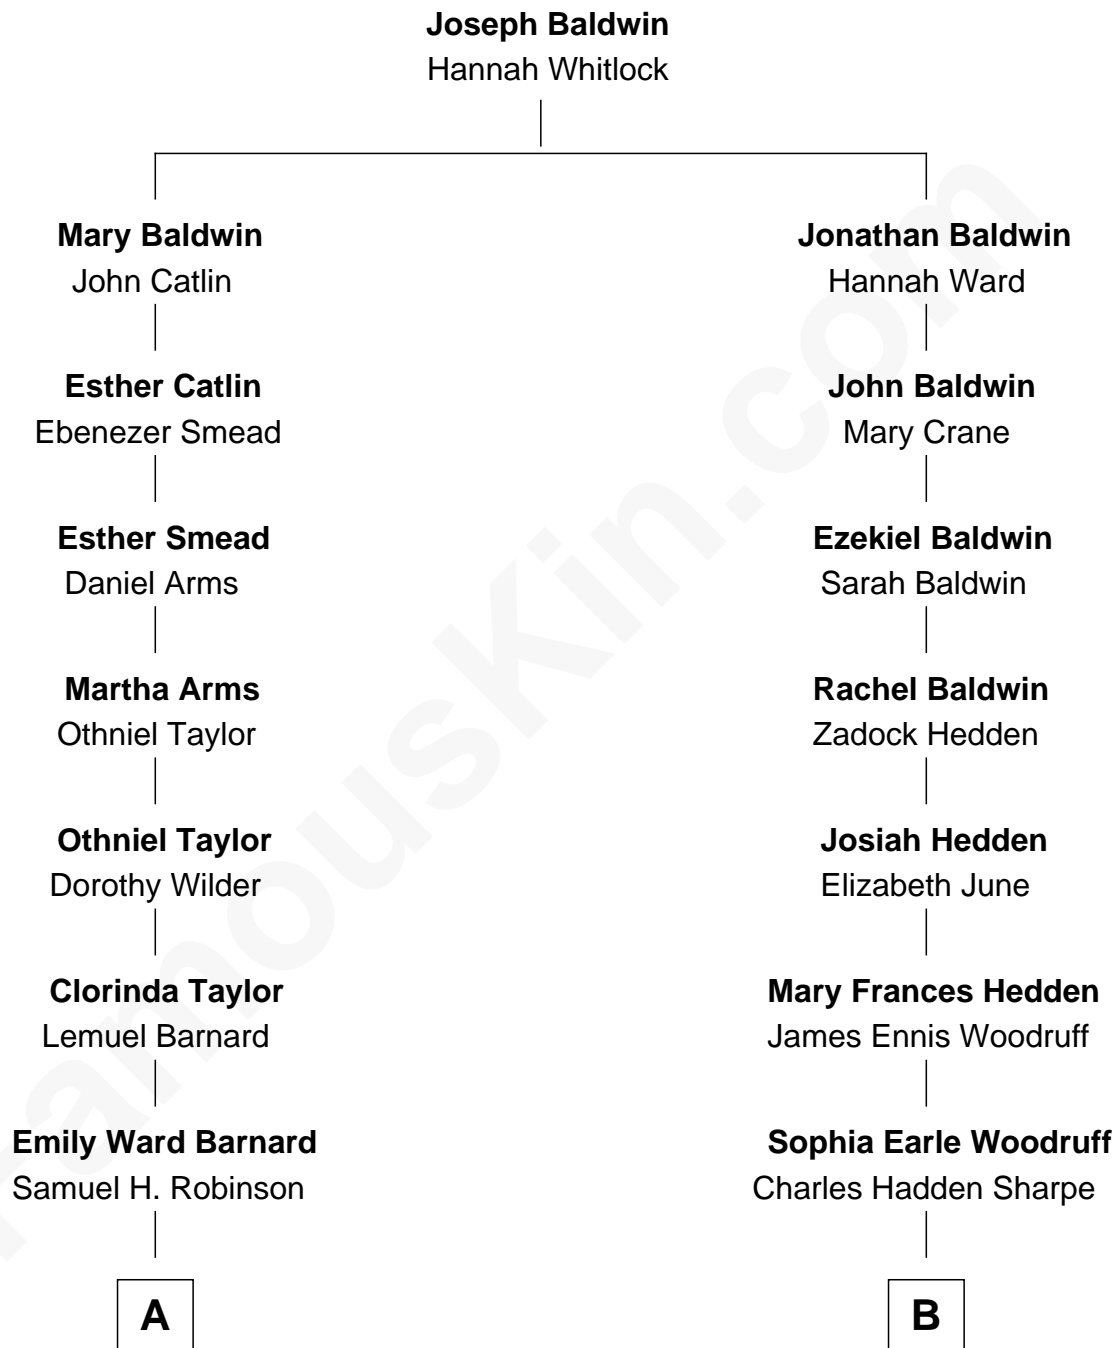 Joseph Baldwin
Hannah Whitlock
Mary Baldwin
John Catlin
Jonathan Baldwin
Hannah Ward
Esther Catlin
Ebenezer Smead
John Baldwin
Mary Crane
Esther Smead
Daniel Arms
Ezekiel Baldwin
Sarah Baldwin
Martha Arms
Othniel Taylor
Rachel Baldwin
Zadock Hedden
Othniel Taylor
Dorothy Wilder
Josiah Hedden
Elizabeth June
Clorinda Taylor
Lemuel Barnard
Mary Frances Hedden
James Ennis Woodruff
Emily Ward Barnard
Samuel H. Robinson
Sophia Earle Woodruff
Charles Hadden Sharpe
A
B
FamousKin.com